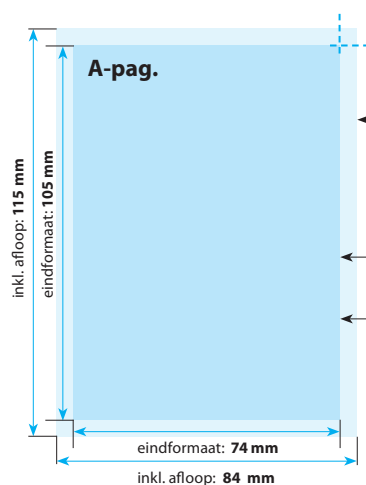 A-pag.
inkl. afloop: 115 mm
eindformaat: 105 mm
eindformaat: 74 mm
inkl. afloop: 84 mm